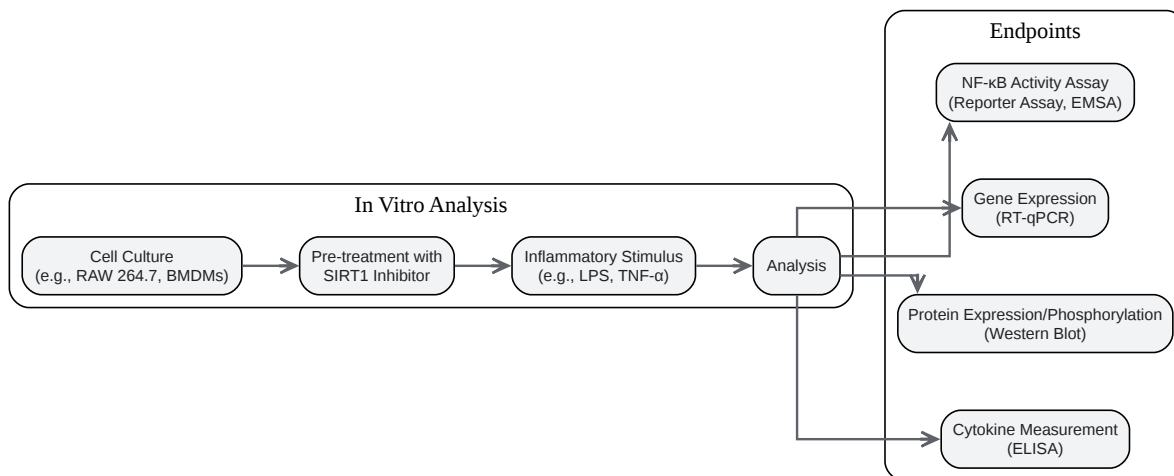 Endpoints
NF-κB Activity Assay
(Reporter Assay, EMSA)
In Vitro Analysis
Gene Expression
(RT-qPCR)
Cell Culture
(e.g., RAW 264.7, BMDMs)
Pre-treatment with
SIRT1 Inhibitor
Inflammatory Stimulus
(e.g., LPS, TNF-α)
Analysis
Protein Expression/Phosphorylation
(Western Blot)
Cytokine Measurement
(ELISA)